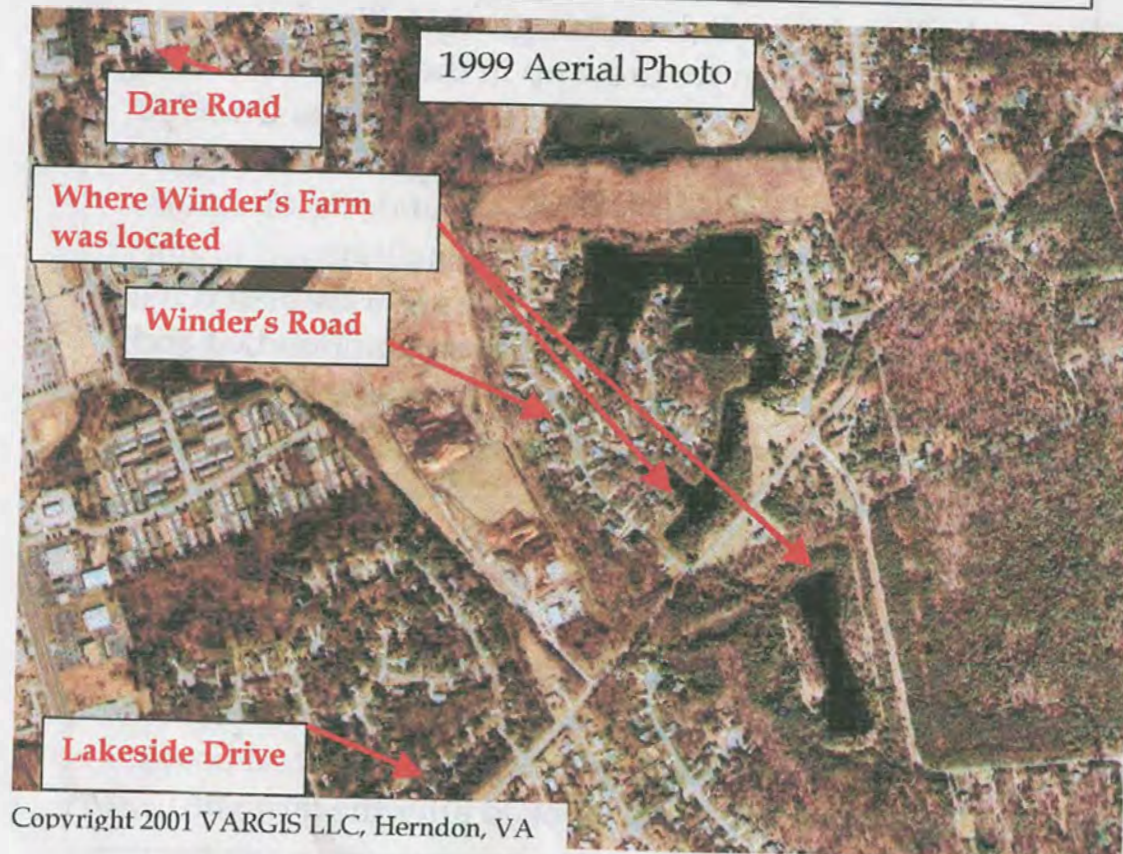 1999 Aerial Photo
Dare Road
Where Winder's Farm
was located
Winder's Road
Lakeside Drive
Copyright 2001 VARGIS LLC, Herndon, VA